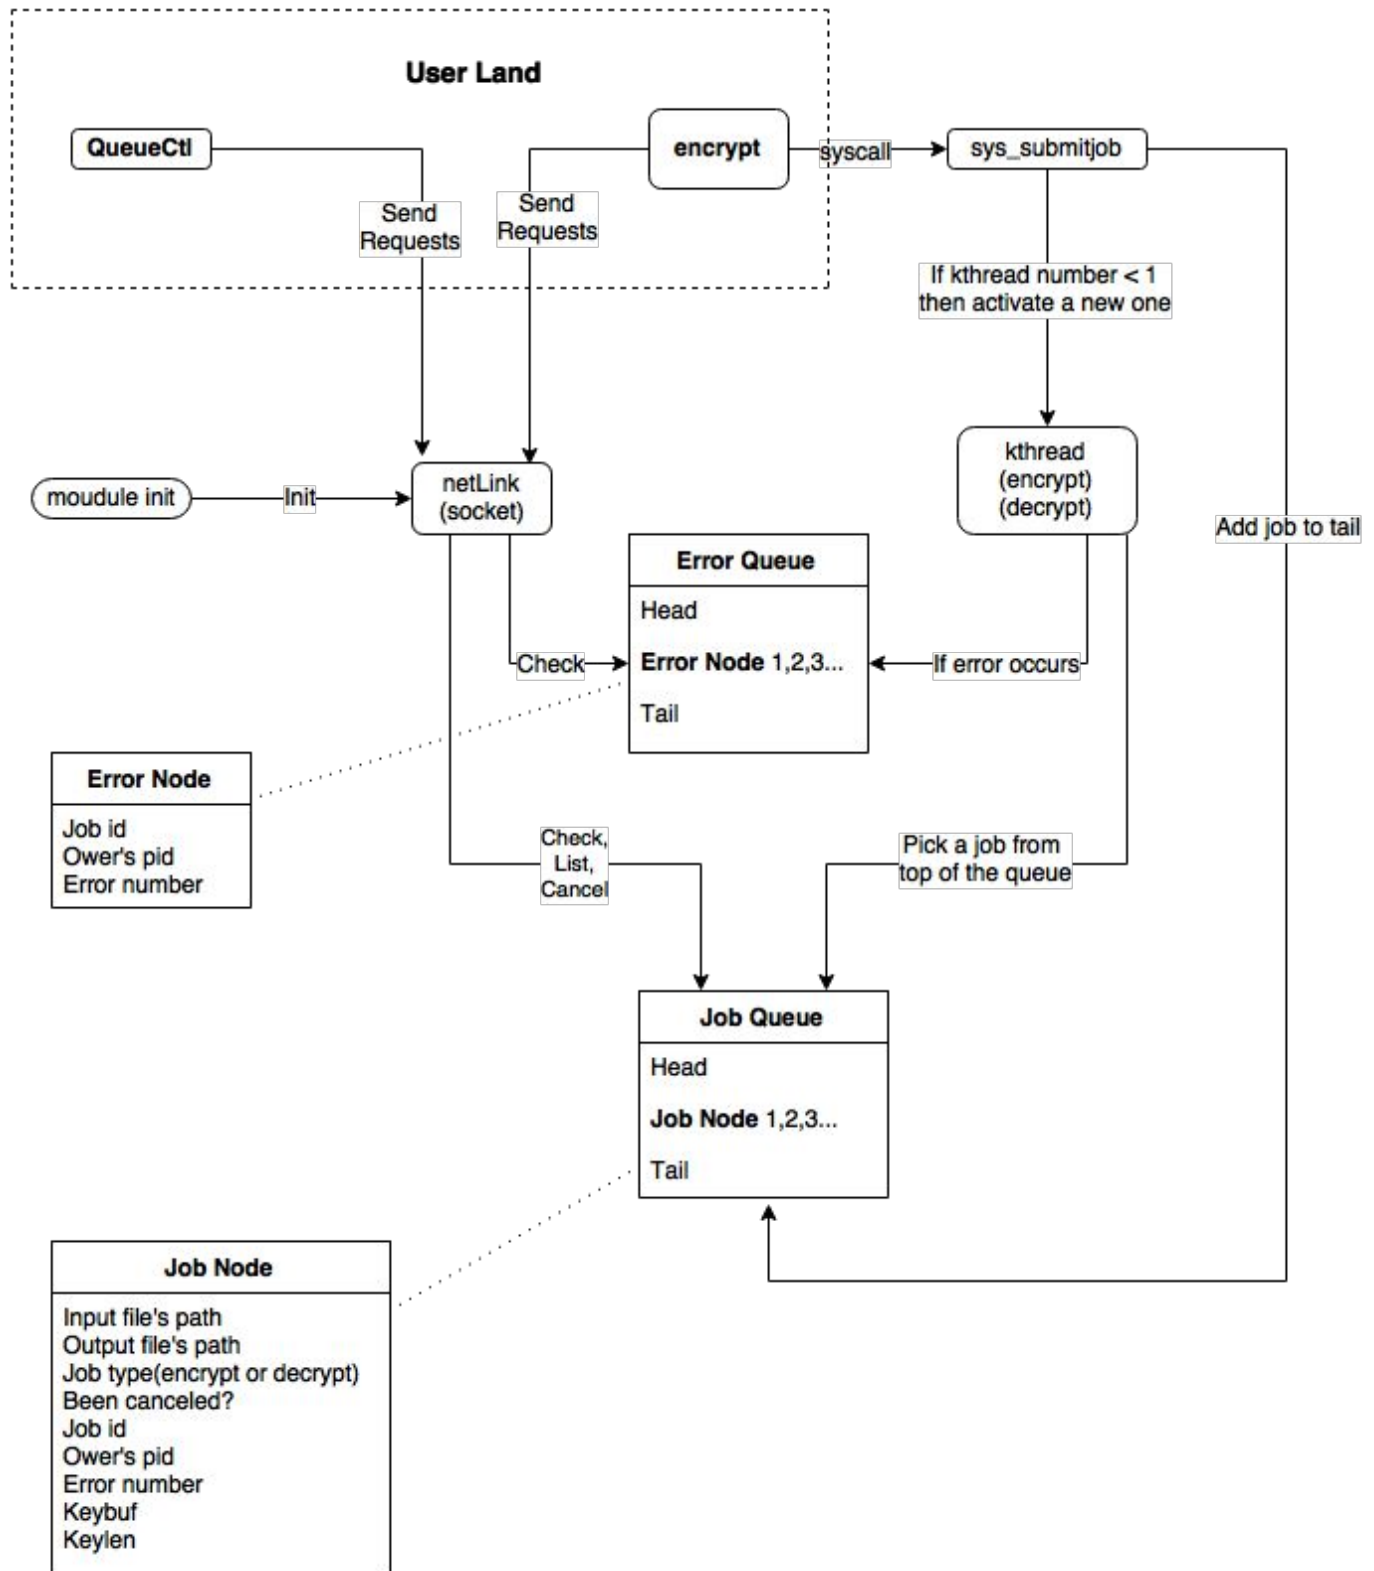 User Land
QueueCtl
encrypt
syscall
sys_submitjob
Send
Requests
Send
Requests
If kthread number < 1
then activate a new one
moudule init
Init
netLink
(socket)
kthread
(encrypt)
(decrypt)
Add job to tail
Error Queue
Head
Error Node 1,2,3...
Tail
Check
If error occurs
Error Node
Job id
Ower's pid
Error number
Check,
List,
Cancel
Pick a job from
top of the queue
Job Queue
Head
Job Node 1,2,3...
Tail
Job Node
Input file's path
Output file's path
Job type(encrypt or decrypt)
Been canceled?
Job id
Ower's pid
Error number
Keybuf
Keylen